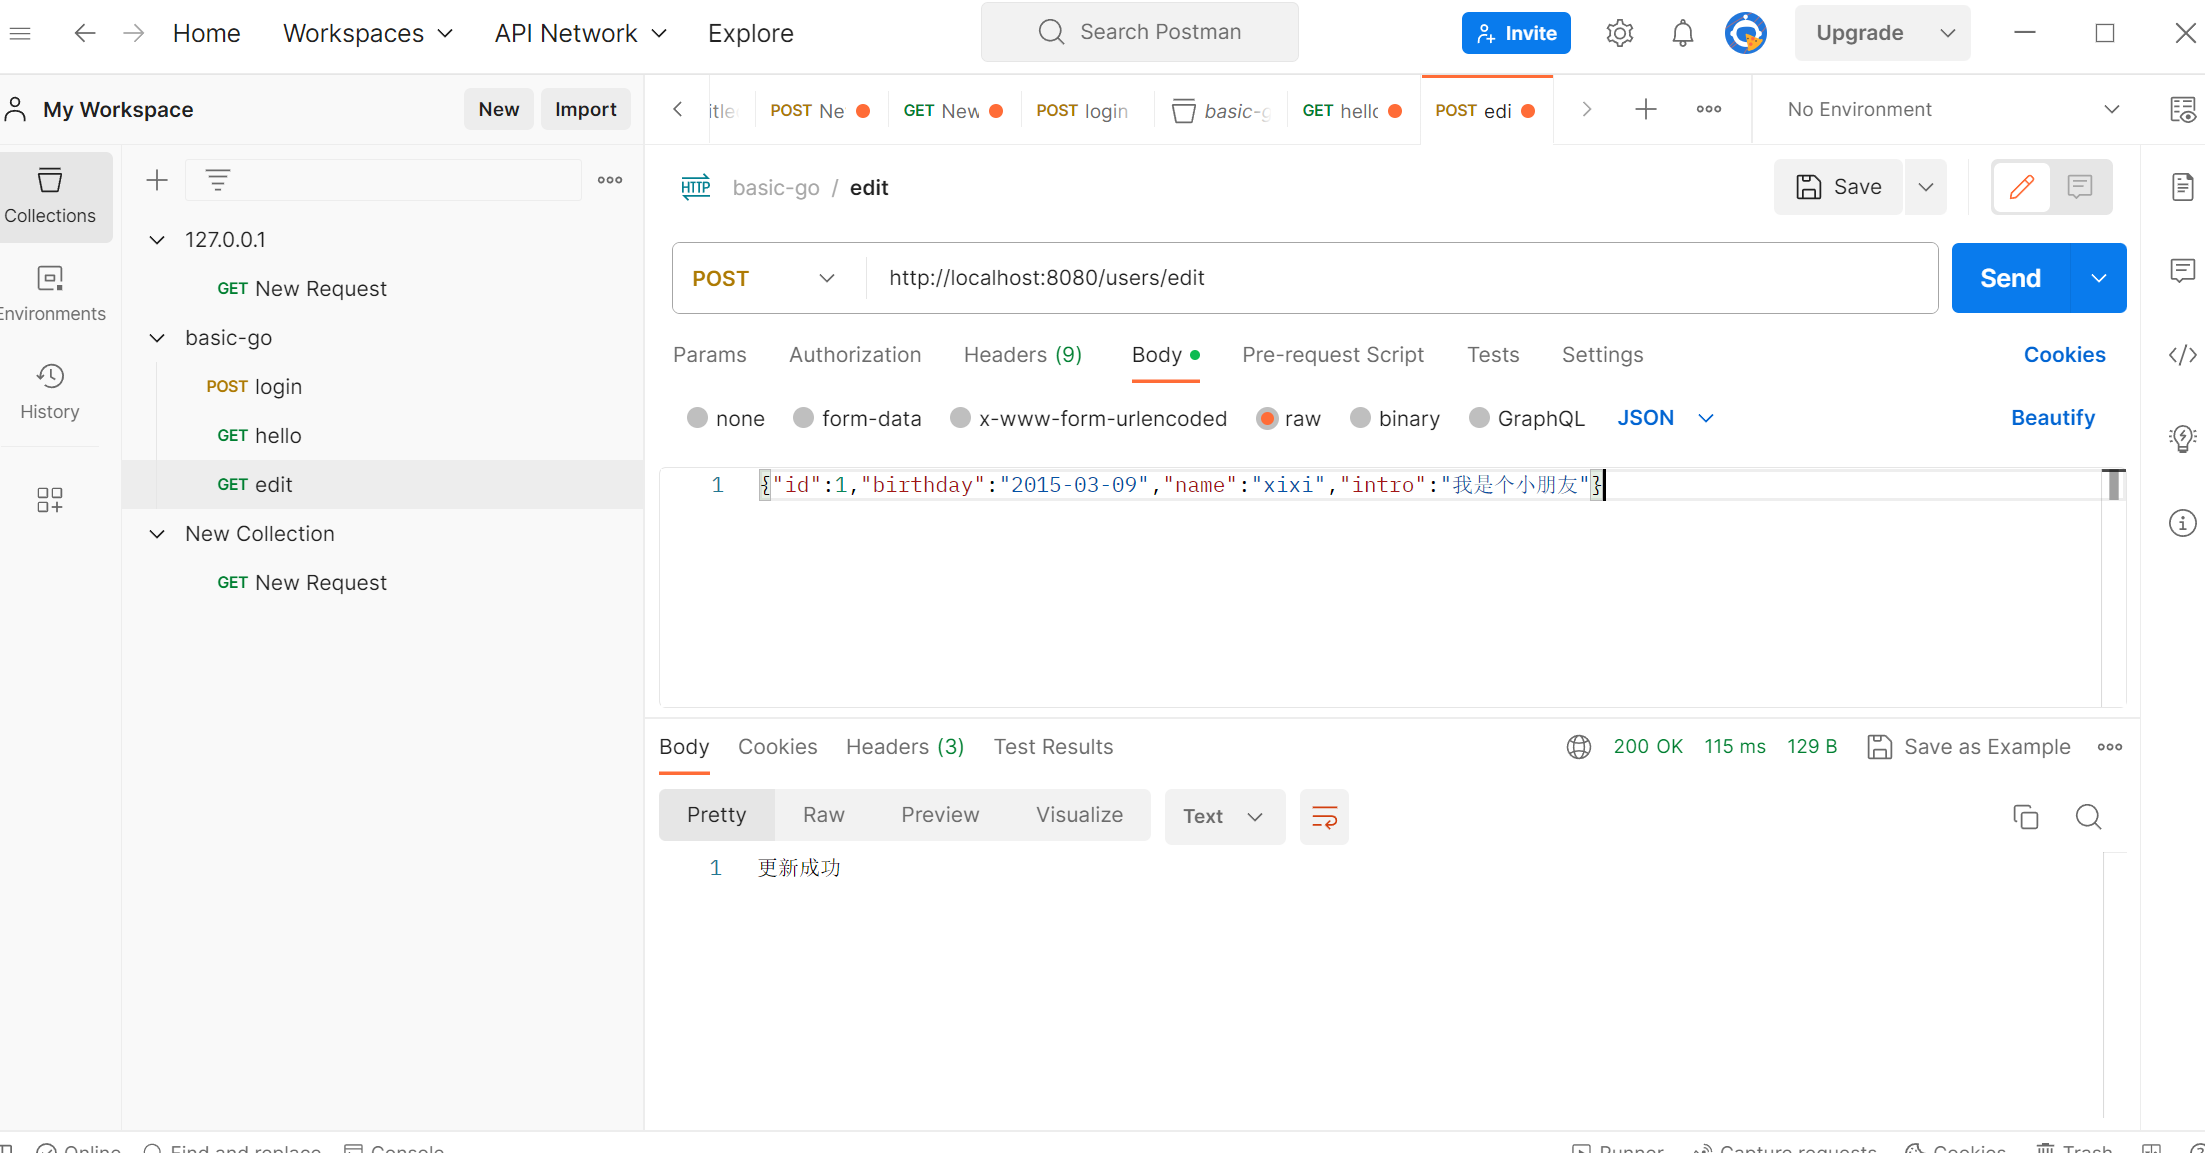 Home Workspaces API Network Explore Search Postman Invite Upgrade
My Workspace New Import
POST Ne GET New POST login basic-g GET hello POST edi No Environment
Collections
Environments
History
127.0.0.1
GET New Request
basic-go
POST login
GET hello
GET edit
New Collection
GET New Request
HTTP basic-go / edit Save
POST http://localhost:8080/users/edit Send
Params Authorization Headers (9) Body Pre-request Script Tests Settings Cookies
none form-data x-www-form-urlencoded raw binary GraphQL JSON Beautify
1 {"id":1,"birthday":"2015-03-09","name":"xixi","intro":"我是个小朋友"}
Body Cookies Headers (3) Test Results 200 OK 115 ms 129 B Save as Example
Pretty Raw Preview Visualize Text
1 更新成功
Online Find and replace Console Runner Capture requests Cookies Trash